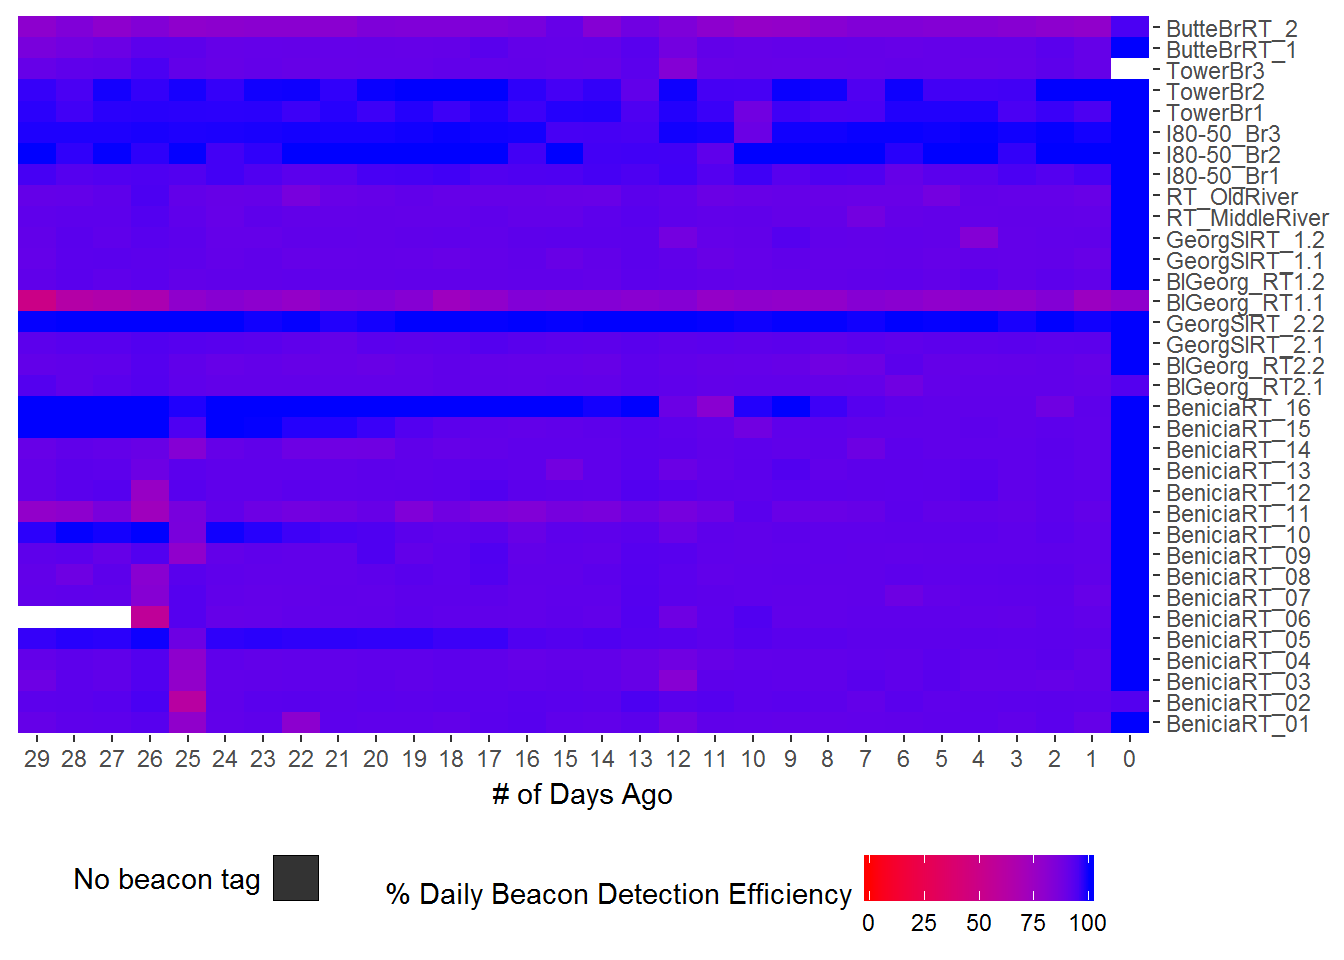 ButteBrRT_2
ButteBrRT_1
TowerBr3
TowerBr2
TowerBr1
I80-50_Br3
I80-50_Br2
I80-50_Br1
RT_OldRiver
RT_MiddleRiver
GeorgSlRT_1.2
GeorgSlRT_1.1
BlGeorg_RT1.2
BlGeorg_RT1.1
GeorgSlRT_2.2
GeorgSlRT_2.1
BlGeorg_RT2.2
BlGeorg_RT2.1
BeniciaRT_16
BeniciaRT_15
BeniciaRT_14
BeniciaRT_13
BeniciaRT_12
BeniciaRT_11
BeniciaRT_10
BeniciaRT_09
BeniciaRT_08
BeniciaRT_07
BeniciaRT_06
BeniciaRT_05
BeniciaRT_04
BeniciaRT_03
BeniciaRT_02
BeniciaRT_01
29 28 27 26 25 24 23 22 21 20 19 18 17 16 15 14 13 12 11 10 9 8 7 6 5 4 3 2 1 0
# of Days Ago
No beacon tag
% Daily Beacon Detection Efficiency
0 25 50 75 100